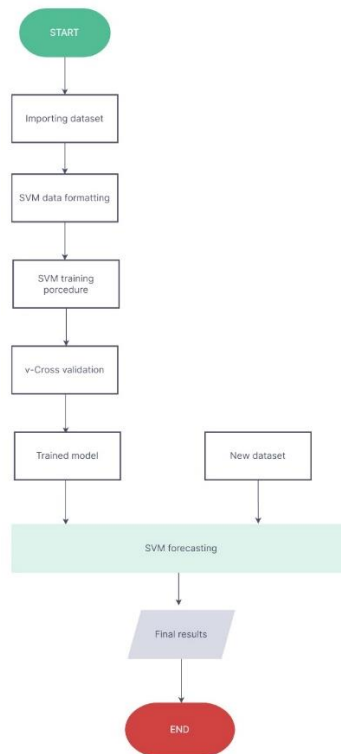 START
Importing dataset
SVM data formatting
SVM training
porcedure
v-Cross validation
Trained model
New dataset
SVM forecasting
Final results
END